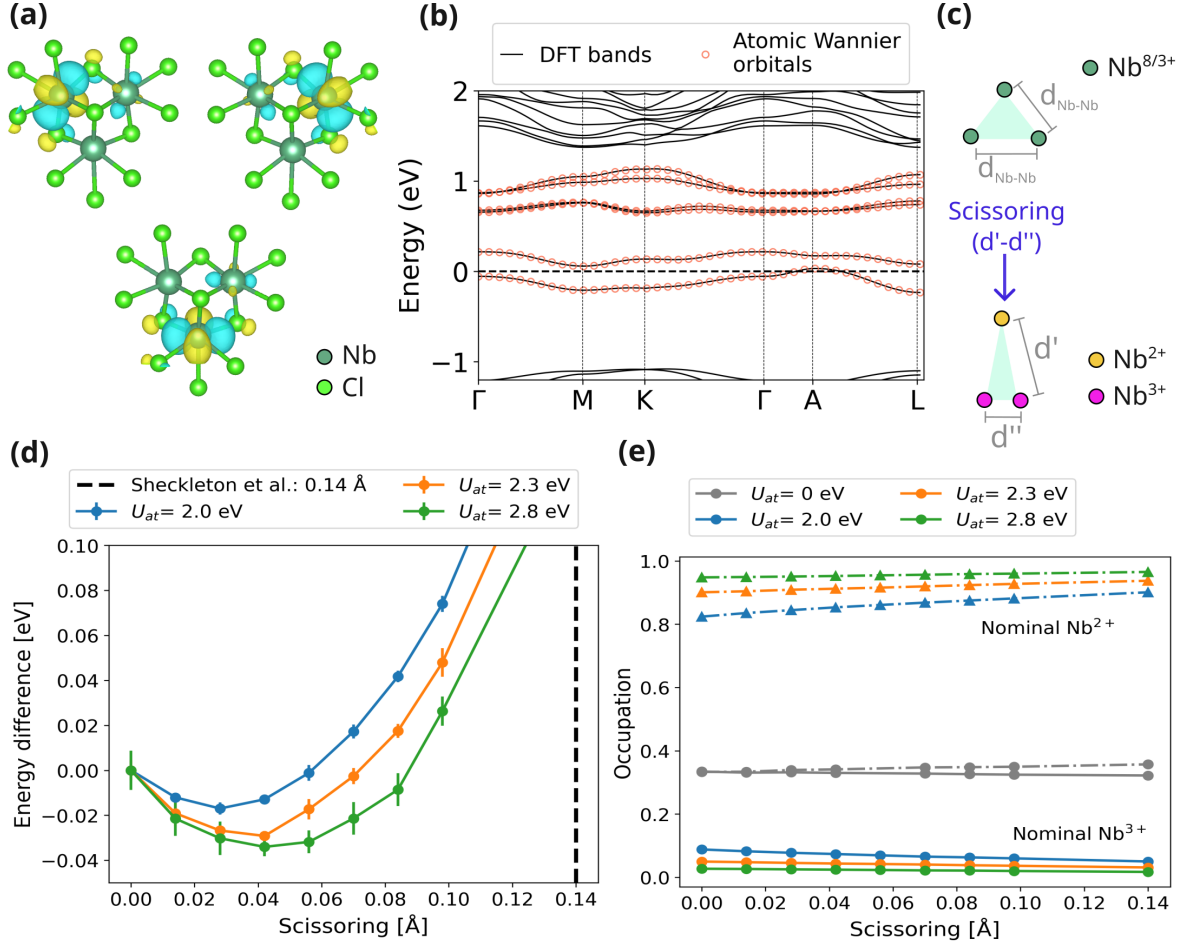 (a)
Nb
Cl
(b)
DFT bands
Atomic Wannier
orbitals
Energy (eV)
2
1
0
−1
Γ M K Γ A L
(c)
Nb8/3+
dNb-Nb
dNb-Nb
Scissoring
(d'-d'')
d'
Nb2+
Nb3+
d''
(d)
Sheckleton et al.: 0.14 Å
Uat= 2.0 eV
Uat= 2.3 eV
Uat= 2.8 eV
Energy difference [eV]
0.10
0.08
0.06
0.04
0.02
0.00
−0.02
−0.04
0.00 0.02 0.04 0.06 0.08 0.10 0.12 0.14
Scissoring [Å]
(e)
Uat= 0 eV
Uat= 2.0 eV
Uat= 2.3 eV
Uat= 2.8 eV
Occupation
1.0
0.8
0.6
0.4
0.2
0.0
Nominal Nb2+
Nominal Nb3+
0.00 0.02 0.04 0.06 0.08 0.10 0.12 0.14
Scissoring [Å]